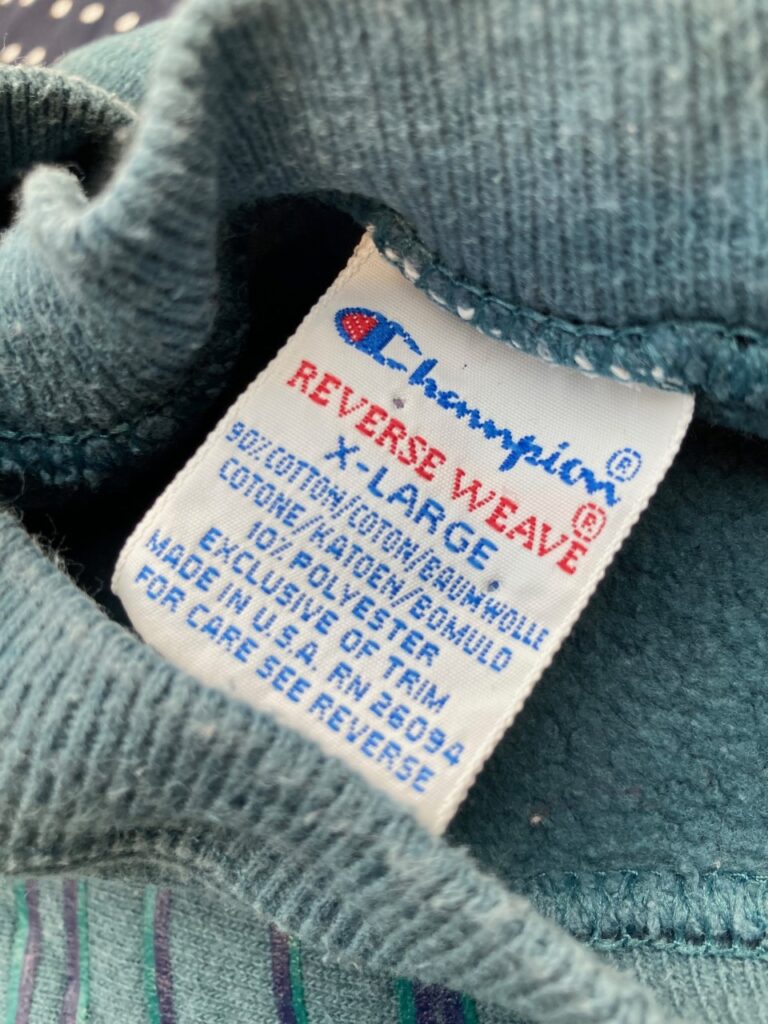 Champion®
REVERSE WEAVE®
X-LARGE
90% COTTON/COTON/BAUMWOLLE
COTONE/KATOEN/BOMULD
10% POLYESTER
EXCLUSIVE OF TRIM
MADE IN U.S.A. RN 26094
FOR CARE SEE REVERSE